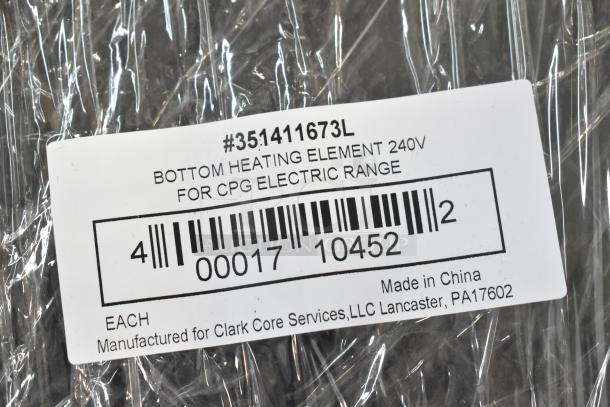 #351411673L
BOTTOM HEATING ELEMENT 240V
FOR CPG ELECTRIC RANGE
4 00017 10452 2
Made in China
EACH
Manufactured for Clark Core Services,LLC Lancaster, PA17602